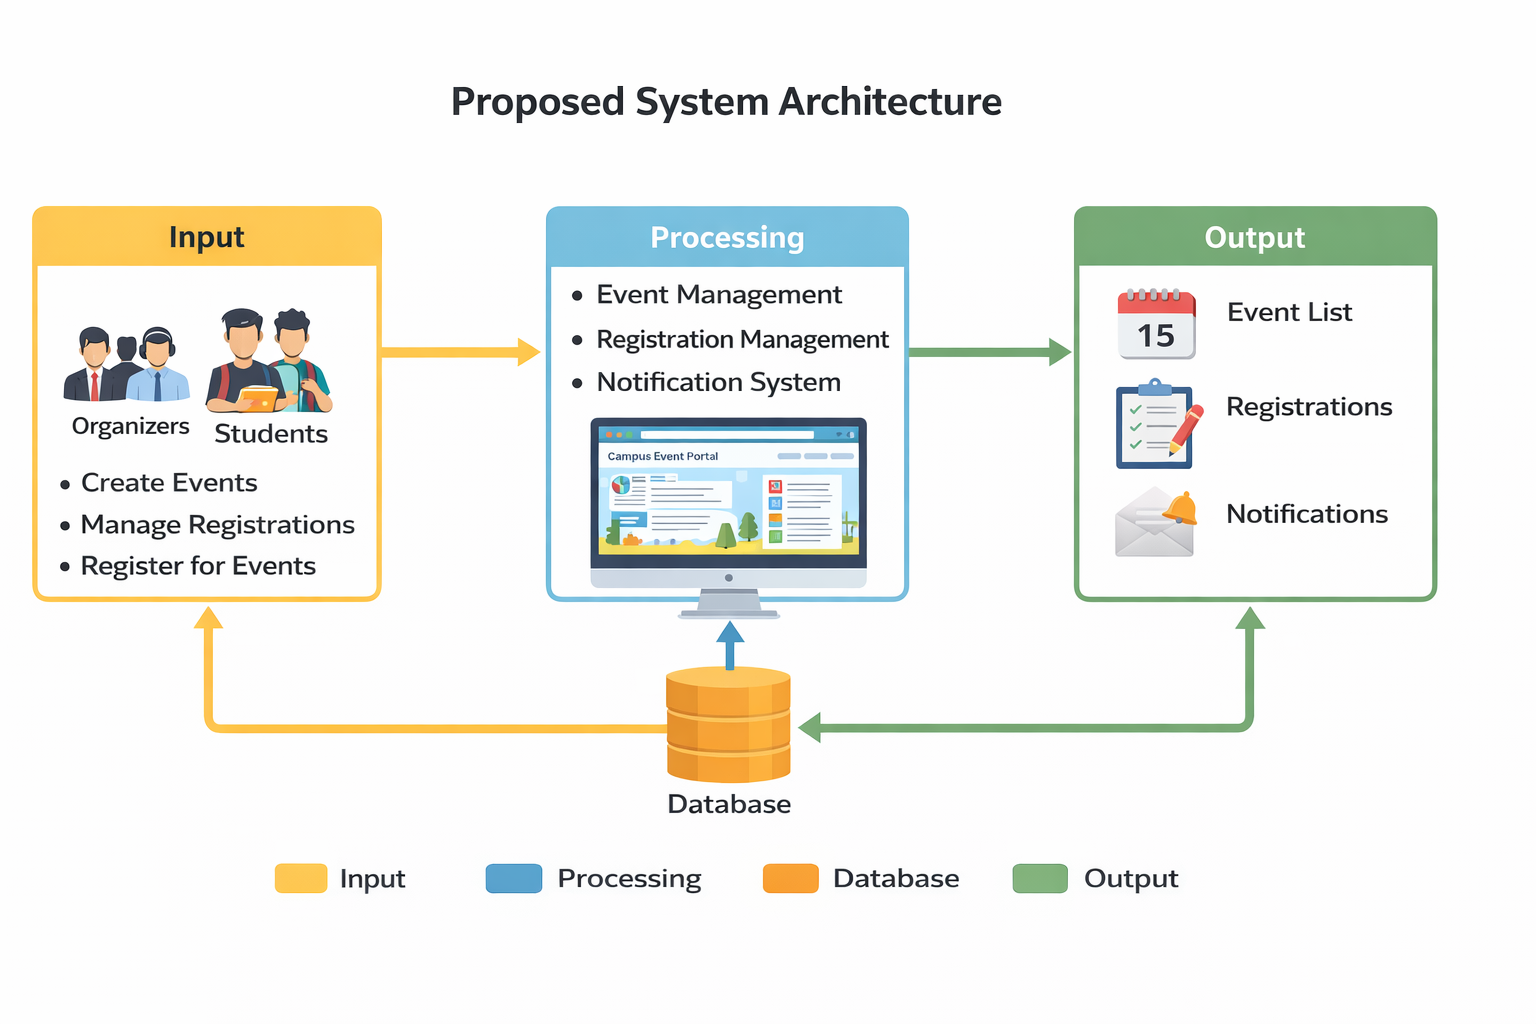 Proposed System Architecture
Input
Organizers
Students
• Create Events
• Manage Registrations
• Register for Events
Processing
• Event Management
• Registration Management
• Notification System
Campus Event Portal
Output
15
Event List
Registrations
Notifications
Database
Input
Processing
Database
Output